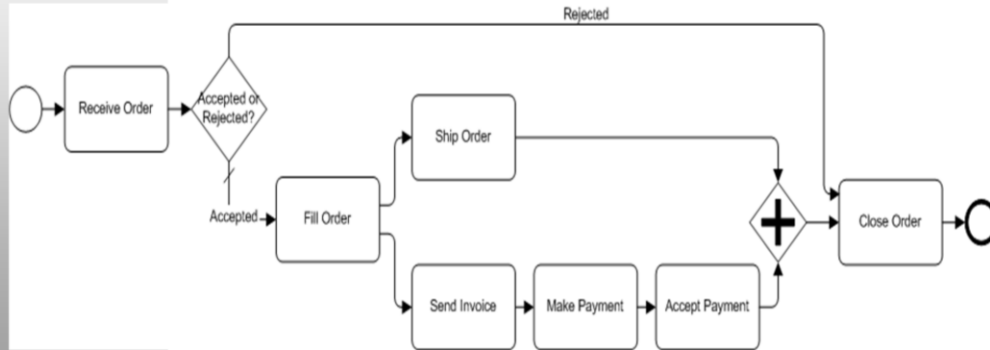 Rejected
Receive Order
Accepted or
Rejected?
Ship Order
Accepted
Fill Order
Close Order
Send Invoice
Make Payment
Accept Payment